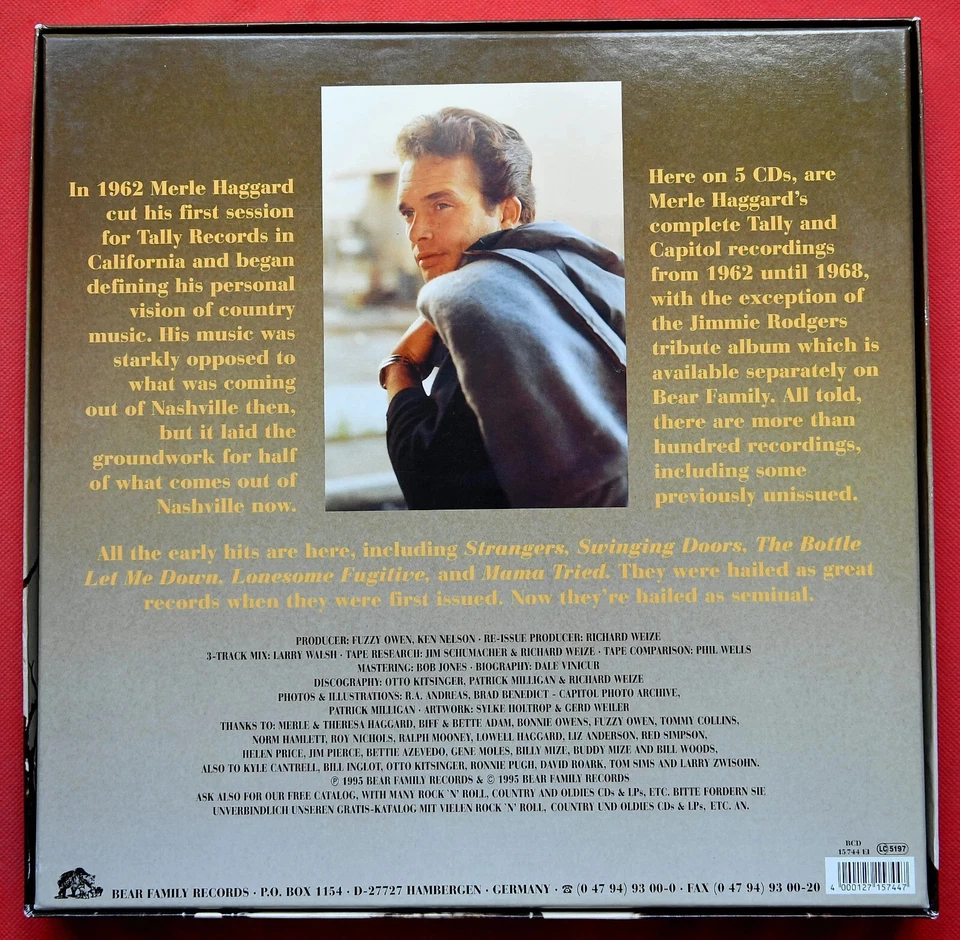 In 1962 Merle Haggard
cut his first session
for Tally Records in
California and began
defining his personal
vision of country
music. His music was
starkly opposed to
what was coming
out of Nashville then,
but it laid the
groundwork for half
of what comes out of
Nashville now.
Here on 5 CDs, are
Merle Haggard's
complete Tally and
Capitol recordings
from 1962 until 1968,
with the exception of
the Jimmie Rodgers
tribute album which is
available separately on
Bear Family. All told,
there are more than
hundred recordings,
including some
previously unissued.
All the early hits are here, including Strangers, Swinging Doors, The Bottle
Let Me Down, Lonesome Fugitive, and Mama Tried. They were hailed as great
records when they were first issued. Now they're hailed as seminal.
PRODUCER: FUZZY OWEN, KEN NELSON · RE-ISSUE PRODUCER: RICHARD WEIZE
3-TRACK MIX: LARRY WALSH · TAPE RESEARCH: JIM SCHUMACHER & RICHARD WEIZE · TAPE COMPARISON: PHIL WELLS
MASTERING: BOB JONES · BIOGRAPHY: DALE VINICUR
DISCOGRAPHY: OTTO KITSINGER, PATRICK MILLIGAN & RICHARD WEIZE
PHOTOS & ILLUSTRATIONS: R.A. ANDREAS, BRAD BENEDICT - CAPITOL PHOTO ARCHIVE,
PATRICK MILLIGAN · ARTWORK: SYLKE HOLTROP & GERD WEILER
THANKS TO: MERLE & THERESA HAGGARD, BIFF & BETTE ADAM, BONNIE OWENS, FUZZY OWEN, TOMMY COLLINS,
NORM HAMLETT, ROY NICHOLS, RALPH MOONEY, LOWELL HAGGARD, LIZ ANDERSON, RED SIMPSON,
HELEN PRICE, JIM PIERCE, BETTIE AZEVEDO, GENE MOLES, BILLY MIZE, BUDDY MIZE AND BILL WOODS,
ALSO TO KYLE CANTRELL, BILL INGLOT, OTTO KITSINGER, RONNIE PUGH, DAVID ROARK, TOM SIMS AND LARRY ZWISOHN.
℗ 1995 BEAR FAMILY RECORDS & © 1995 BEAR FAMILY RECORDS
ASK ALSO FOR OUR FREE CATALOG, WITH MANY ROCK 'N' ROLL, COUNTRY AND OLDIES CDs & LPs, ETC. BITTE FORDERN SIE
UNVERBINDLICH UNSEREN GRATIS-KATALOG MIT VIELEN ROCK 'N' ROLL, COUNTRY UND OLDIES CDs & LPs, ETC. AN.
BCD
15744 EI
LC 5197
BEAR FAMILY RECORDS · P.O. BOX 1154 · D-27727 HAMBERGEN · GERMANY · ☎ (0 47 94) 93 00-0 · FAX (0 47 94) 93 00-20
4 000127 157447